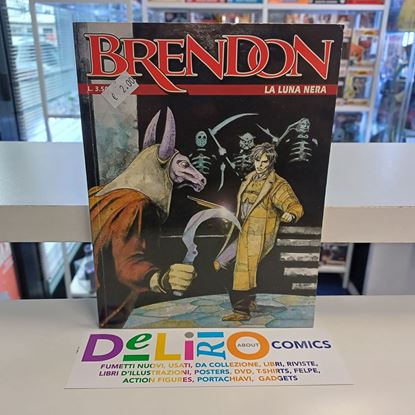 BRENDON
L. 3.50
€ 2.00
LA LUNA NERA
DeLiRiO ABOUT COMICS
FUMETTI NUOVI, USATI, DA COLLEZIONE, LIBRI, RIVISTE,
LIBRI D'ILLUSTRAZIONI, POSTERS, DVD, T-SHIRTS, FELPE,
ACTION FIGURES, PORTACHIAVI, GADGETS